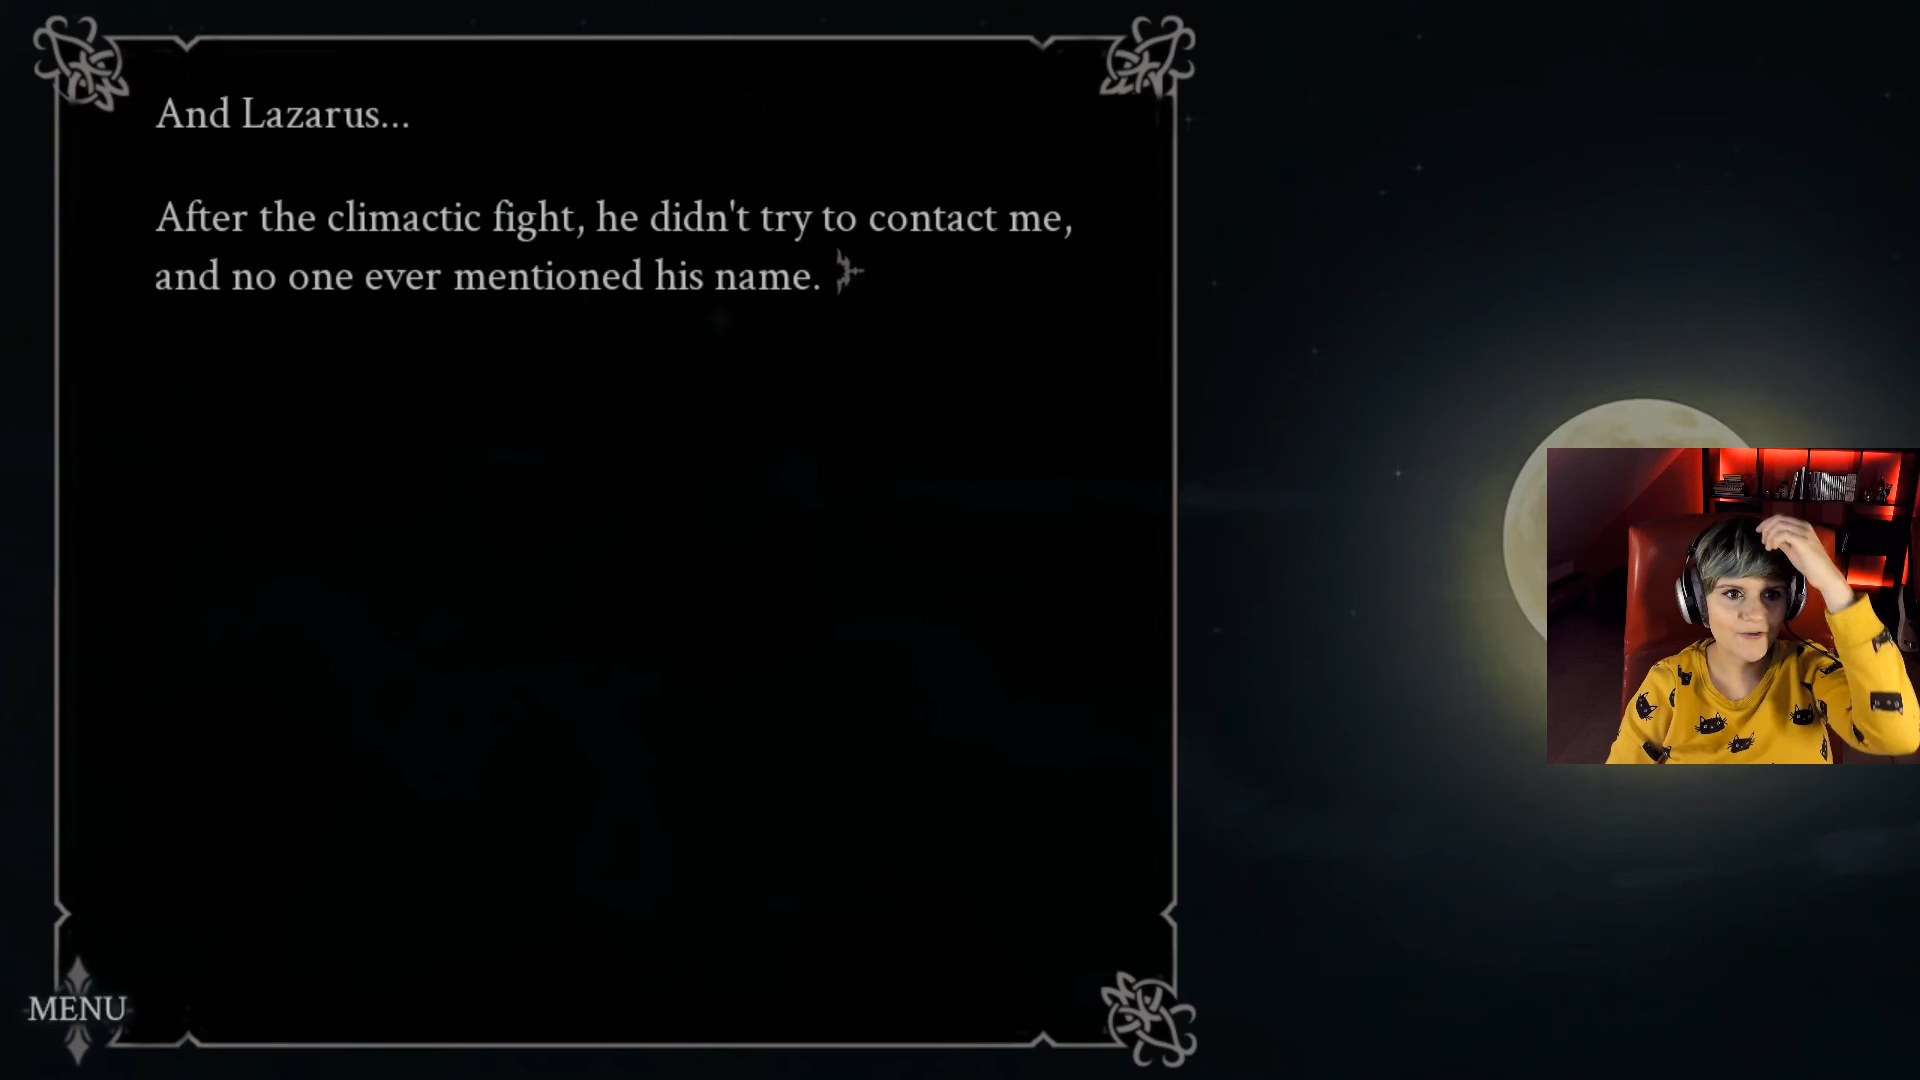 And Lazarus...
After the climactic fight, he didn't try to contact me,
and no one ever mentioned his name.
MENU